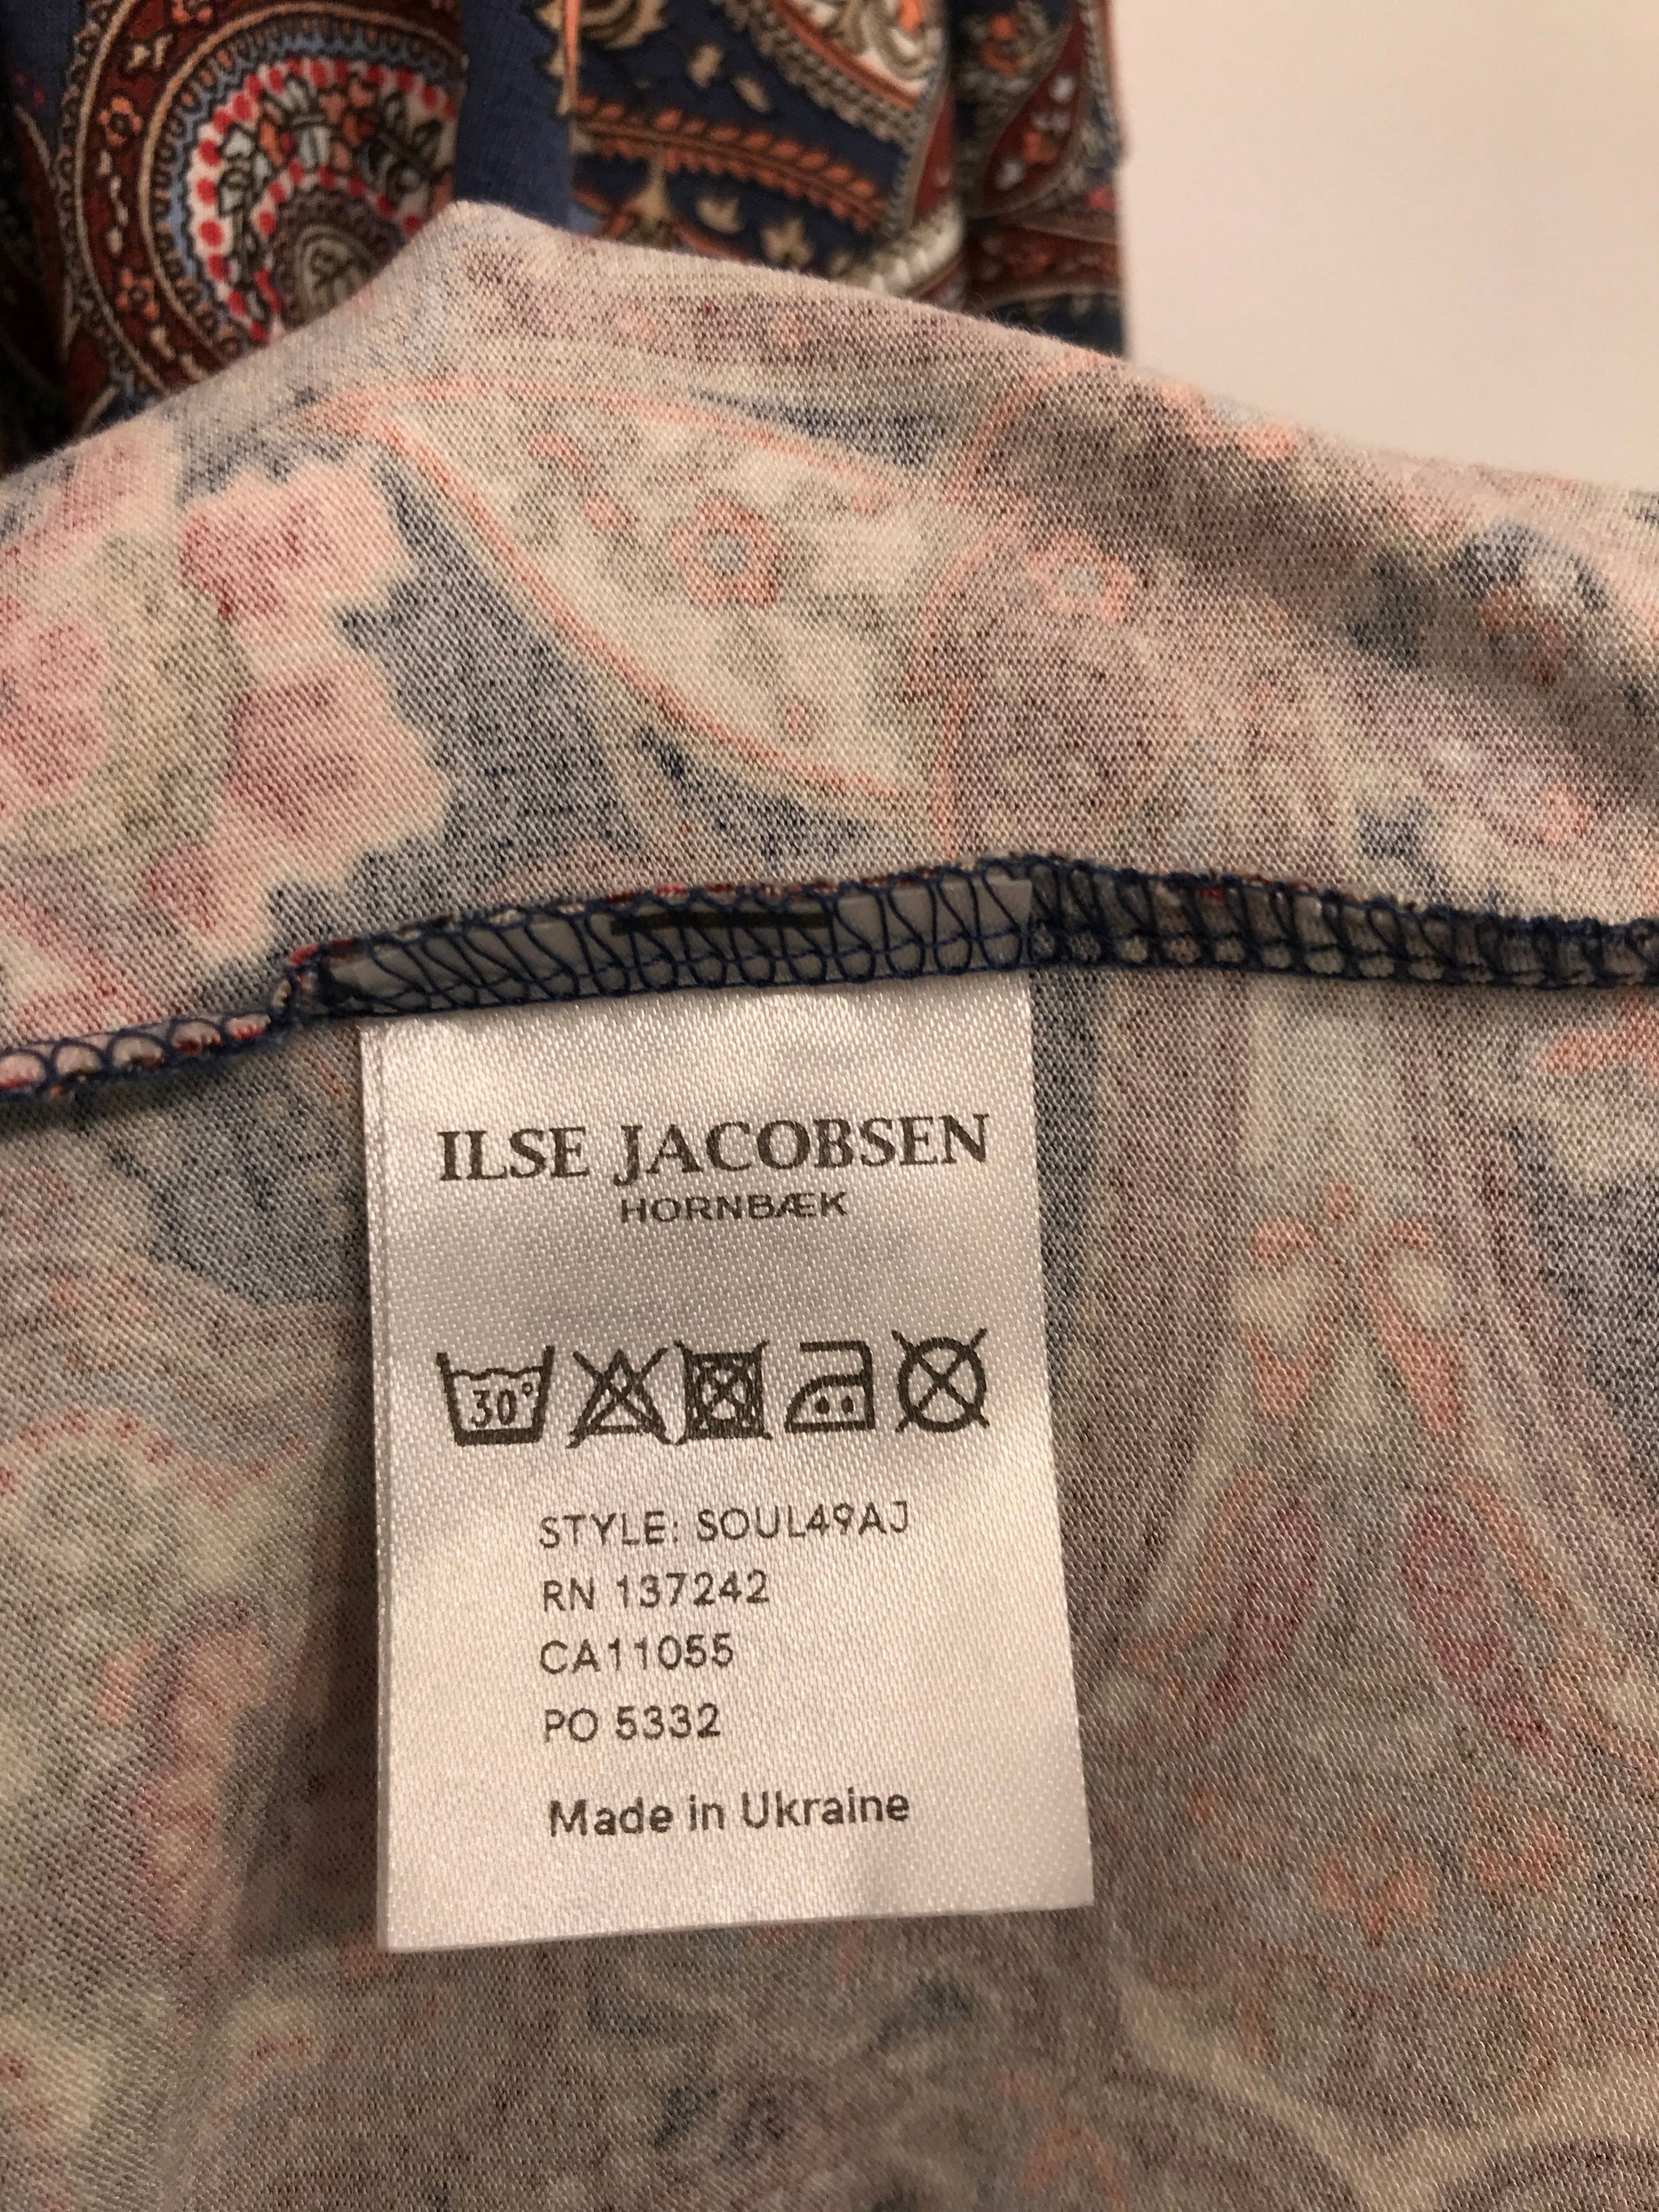 ILSE JACOBSEN
HORNBÆK
30°
STYLE: SOUL49AJ
RN 137242
CA11055
PO 5332
Made in Ukraine